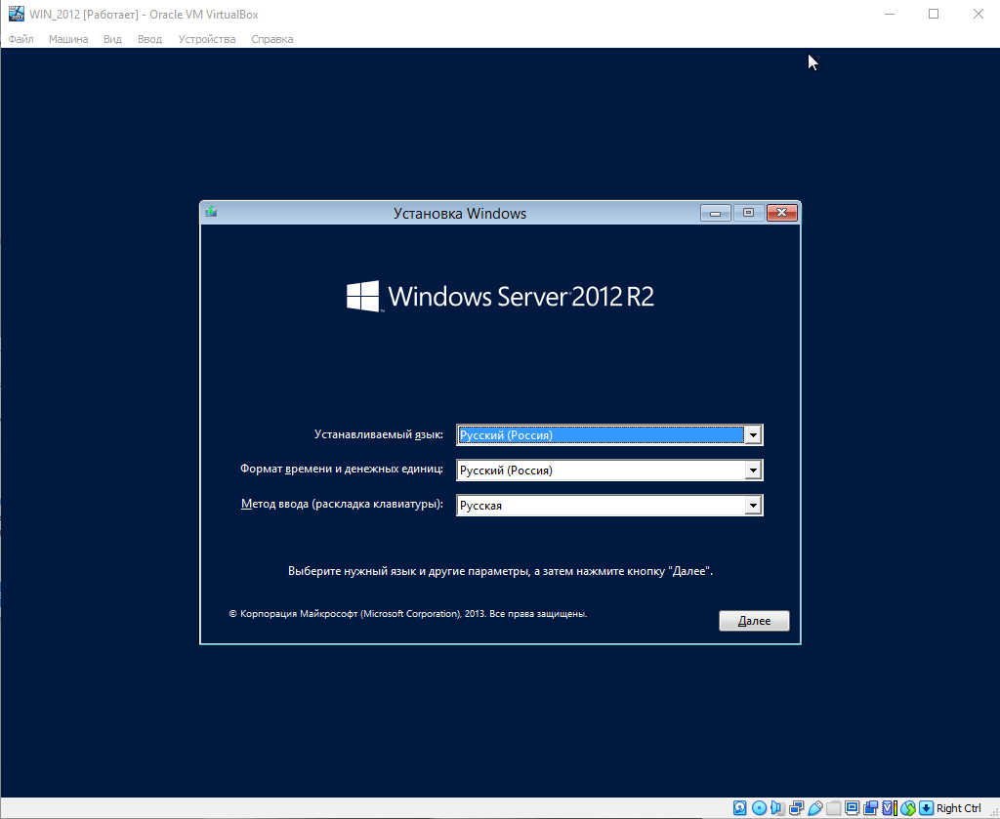 WIN_2012 [Работает] - Oracle VM VirtualBox
Файл Машина Вид Ввод Устройства Справка
Установка Windows
Windows Server 2012 R2
Устанавливаемый язык: Русский (Россия)
Формат времени и денежных единиц: Русский (Россия)
Метод ввода (раскладка клавиатуры): Русская
Выберите нужный язык и другие параметры, а затем нажмите кнопку "Далее".
© Корпорация Майкрософт (Microsoft Corporation), 2013. Все права защищены.
Далее
Right Ctrl